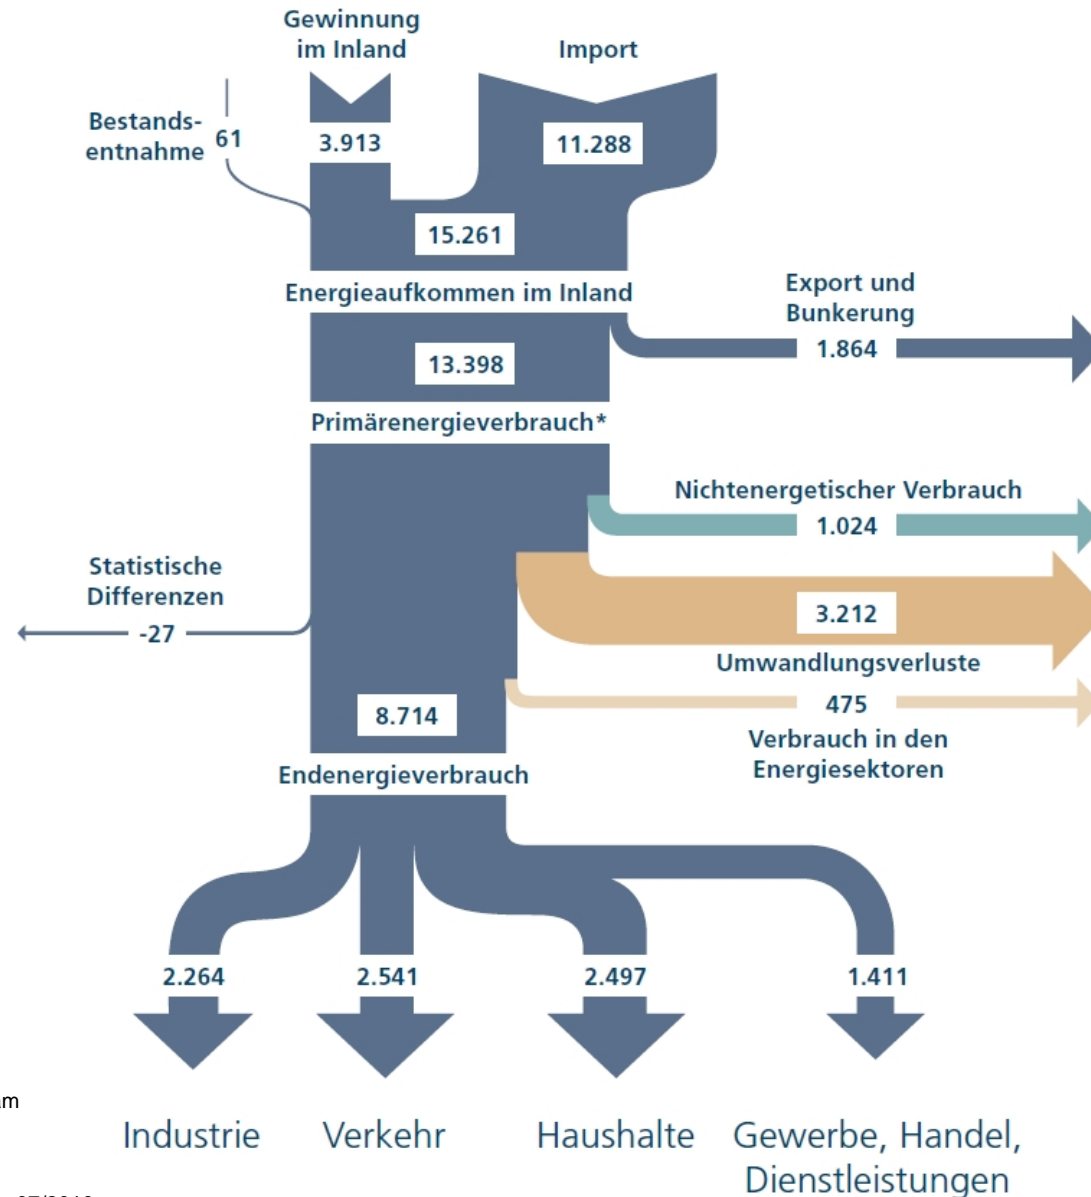 Gewinnung
im Inland
Import
Bestands-
entnahme
61
3.913
11.288
15.261
Energieaufkommen im Inland
Export und
Bunkerung
1.864
13.398
Primärenergieverbrauch*
Nichtenergetischer Verbrauch
1.024
Statistische
Differenzen
-27
3.212
Umwandlungsverluste
475
Verbrauch in den
Energiesektoren
8.714
Endenergieverbrauch
2.264
2.541
2.497
1.411
Industrie
Verkehr
Haushalte
Gewerbe, Handel,
Dienstleistungen